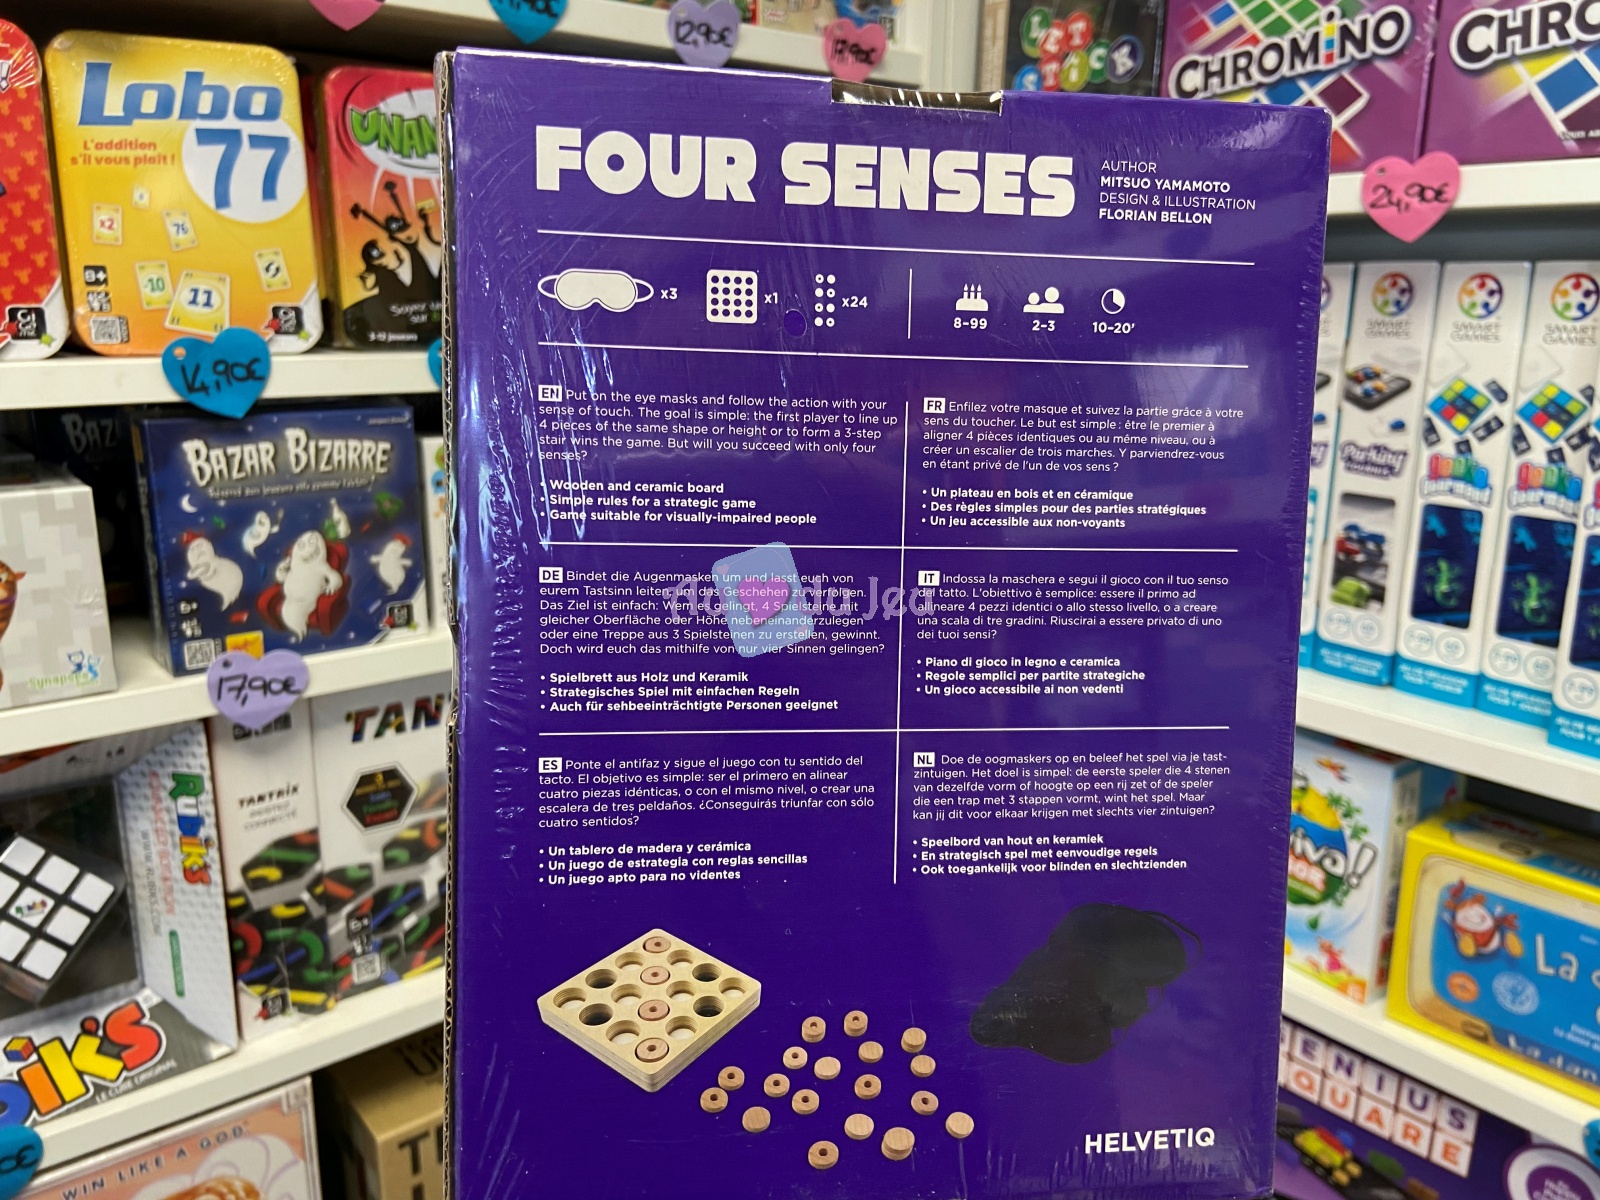 FOUR SENSES
AUTHOR
MITSUO YAMAMOTO
DESIGN & ILLUSTRATION
FLORIAN BELLON
x3
x1
x24
8-99
2-3
10-20'
EN Put on the eye masks and follow the action with your
sense of touch. The goal is simple: the first player to line up
4 pieces of the same shape or height or to form a 3-step
stair wins the game. But will you succeed with only four
senses?
• Wooden and ceramic board
• Simple rules for a strategic game
• Game suitable for visually-impaired people
FR Enfilez votre masque et suivez la partie grâce à votre
sens du toucher. Le but est simple : être le premier à
aligner 4 pièces identiques ou au même niveau, ou à
créer un escalier de trois marches. Y parviendrez-vous
en étant privé de l'un de vos sens ?
• Un plateau en bois et en céramique
• Des règles simples pour des parties stratégiques
• Un jeu accessible aux non-voyants
DE Bindet die Augenmasken um und lasst euch von
eurem Tastsinn leiten, um das Geschehen zu verfolgen.
Das Ziel ist einfach: Wem es gelingt, 4 Spielsteine mit
gleicher Oberfläche oder Höhe nebeneinanderzulegen
oder eine Treppe aus 3 Spielsteinen zu erstellen, gewinnt.
Doch wird euch das mithilfe von nur vier Sinnen gelingen?
• Spielbrett aus Holz und Keramik
• Strategisches Spiel mit einfachen Regeln
• Auch für sehbeeinträchtigte Personen geeignet
IT Indossa la maschera e segui il gioco con il tuo senso
del tatto. L'obiettivo è semplice: essere il primo ad
allineare 4 pezzi identici o allo stesso livello, o a creare
una scala di tre gradini. Riuscirai a essere privato di uno
dei tuoi sensi?
• Piano di gioco in legno e ceramica
• Regole semplici per partite strategiche
• Un gioco accessibile ai non vedenti
ES Ponte el antifaz y sigue el juego con tu sentido del
tacto. El objetivo es simple: ser el primero en alinear
cuatro piezas idénticas, o con el mismo nivel, o crear una
escalera de tres peldaños. ¿Conseguirás triunfar con sólo
cuatro sentidos?
• Un tablero de madera y cerámica
• Un juego de estrategia con reglas sencillas
• Un juego apto para no videntes
NL Doe de oogmaskers op en beleef het spel via je tast-
zintuigen. Het doel is simpel: de eerste speler die 4 stenen
van dezelfde vorm of hoogte op een rij zet of de speler
die een trap met 3 stappen vormt, wint het spel. Maar
kan jij dit voor elkaar krijgen met slechts vier zintuigen?
• Speelbord van hout en keramiek
• En strategisch spel met eenvoudige regels
• Ook toegankelijk voor blinden en slechtzienden
HELVETIQ
Lobo
77
L'addition
s'il vous plaît !
x2
76
-10
11
8+
14,90€
12,90€
17,90€
BAZAR BIZARRE
17,90€
Synapses
TANTRIX
Rubik's
WIN LIKE A GOD
CHROMINO
24,90€
SMART
GAMES
Parking